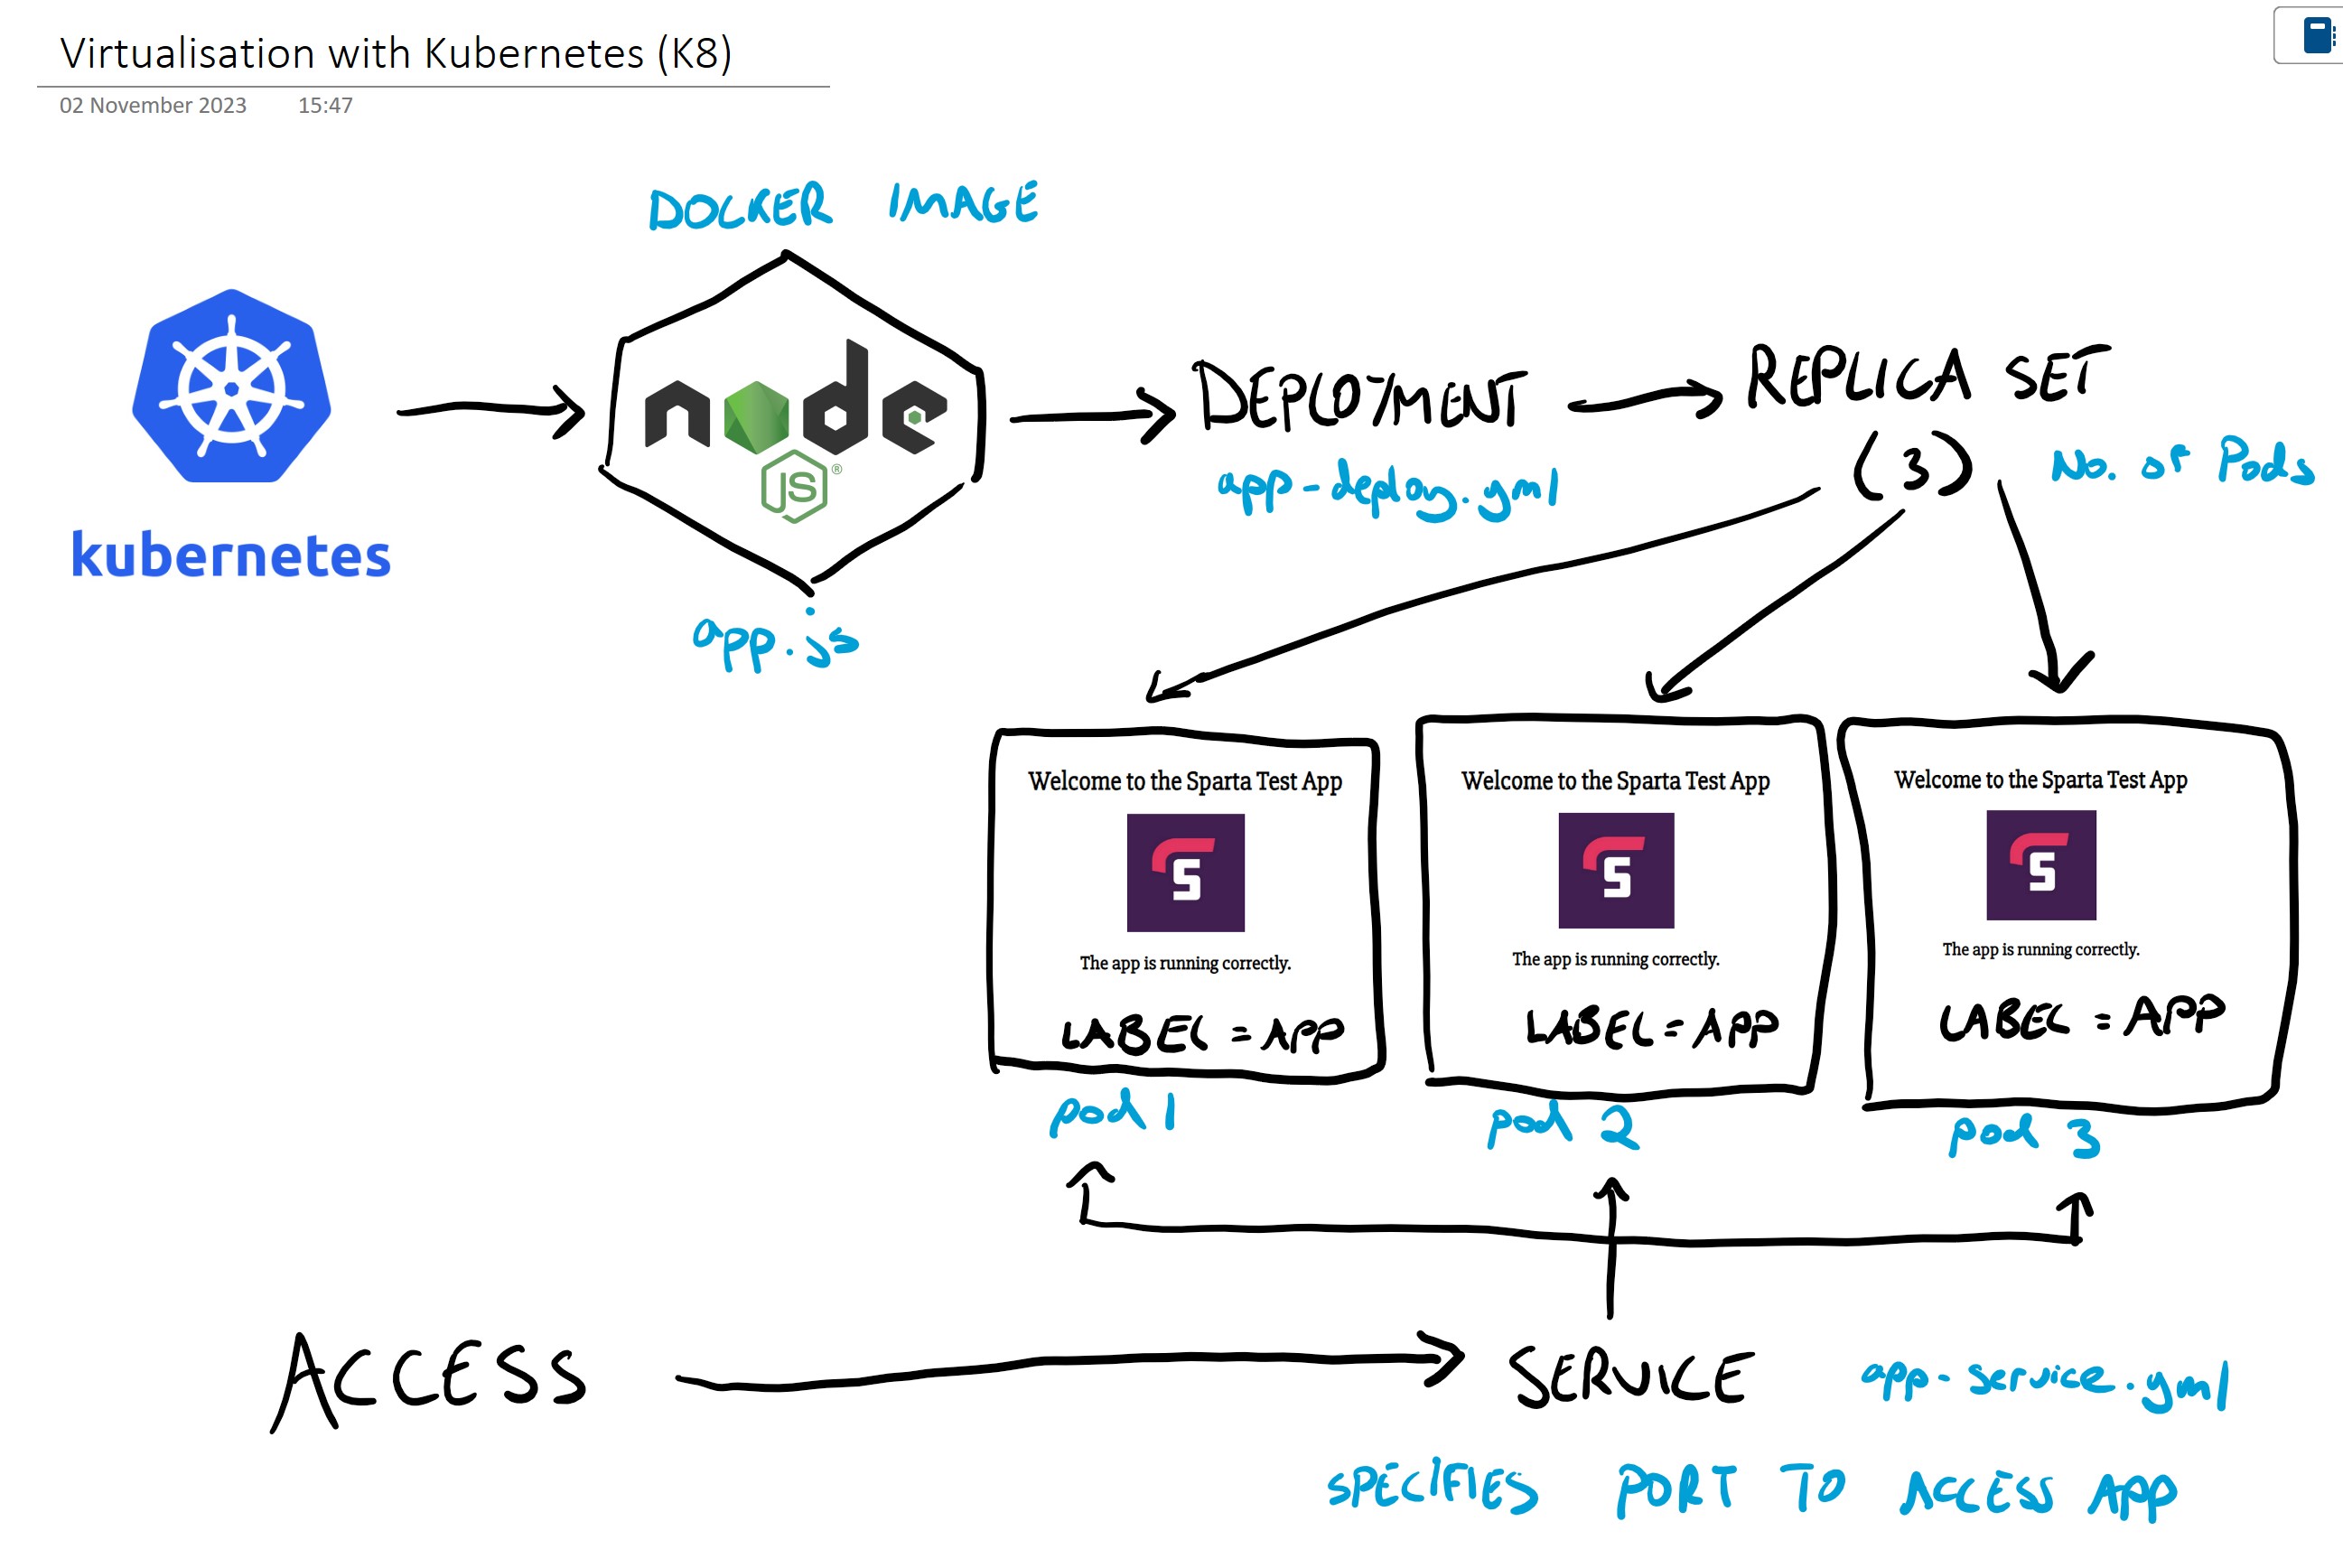 Virtualisation with Kubernetes (K8)
02 November 2023 15:47
DOCKER IMAGE
kubernetes
node
JS®
app.js
DEPLOYMENT
app-deploy.yml
REPLICA SET
(3)
No. of Pods
Welcome to the Sparta Test App
S
The app is running correctly.
LABEL = APP
pod 1
Welcome to the Sparta Test App
S
The app is running correctly.
LABEL = APP
pod 2
Welcome to the Sparta Test App
S
The app is running correctly.
LABEL = APP
pod 3
ACCESS
SERVICE
app-service.yml
SPECIFIES PORT TO ACCESS APP